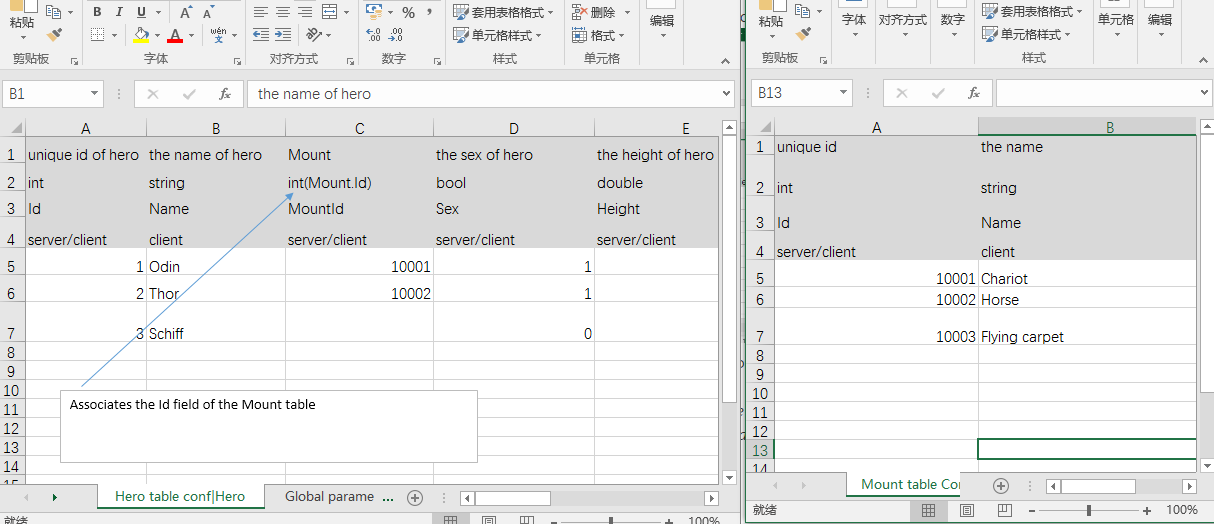 粘贴
B I U A A
wén
%
套用表格格式
单元格样式
删除
格式
编辑
剪贴板
字体
对齐方式
数字
样式
单元格
B1
fx
the name of hero
A B C D E
1 unique id of hero the name of hero Mount the sex of hero the height of hero
2 int string int(Mount.Id) bool double
3 Id Name MountId Sex Height
4 server/client client server/client server/client server/client
5 1 Odin 10001 1
6 2 Thor 10002 1
7 3 Schiff 0
8
9
10
11
12
13
14
Associates the Id field of the Mount table
Hero table conf|Hero
Global parame ...
就绪
100%
粘贴
字体
对齐方式
数字
套用表格格式
单元格样式
单元格
编辑
剪贴板
样式
B13
fx
A B
1 unique id the name
2 int string
3 Id Name
4 server/client client
5 10001 Chariot
6 10002 Horse
7 10003 Flying carpet
8
9
10
11
12
13
14
Mount table Co
就绪
100%